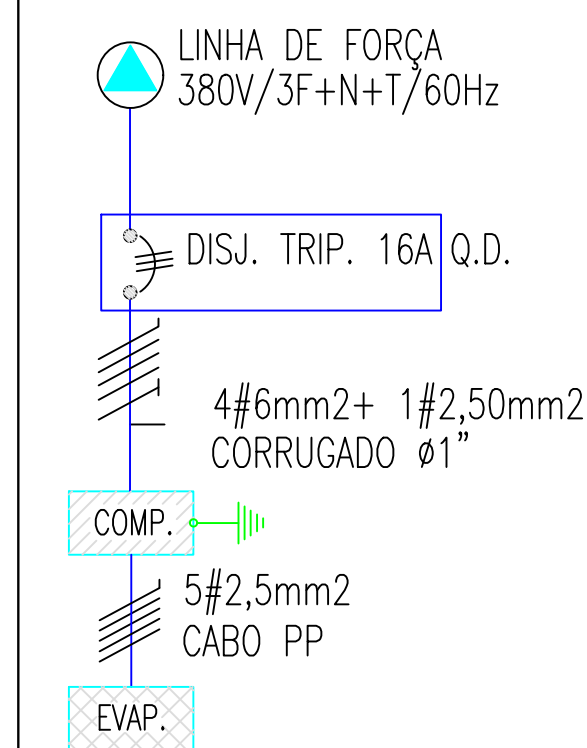 LINHA DE FORÇA
380V/3F+N+T/60Hz
DISJ. TRIP. 16A Q.D.
4#6mm2+ 1#2,50mm2
CORRUGADO ø1"
COMP.
5#2,5mm2
CABO PP
EVAP.